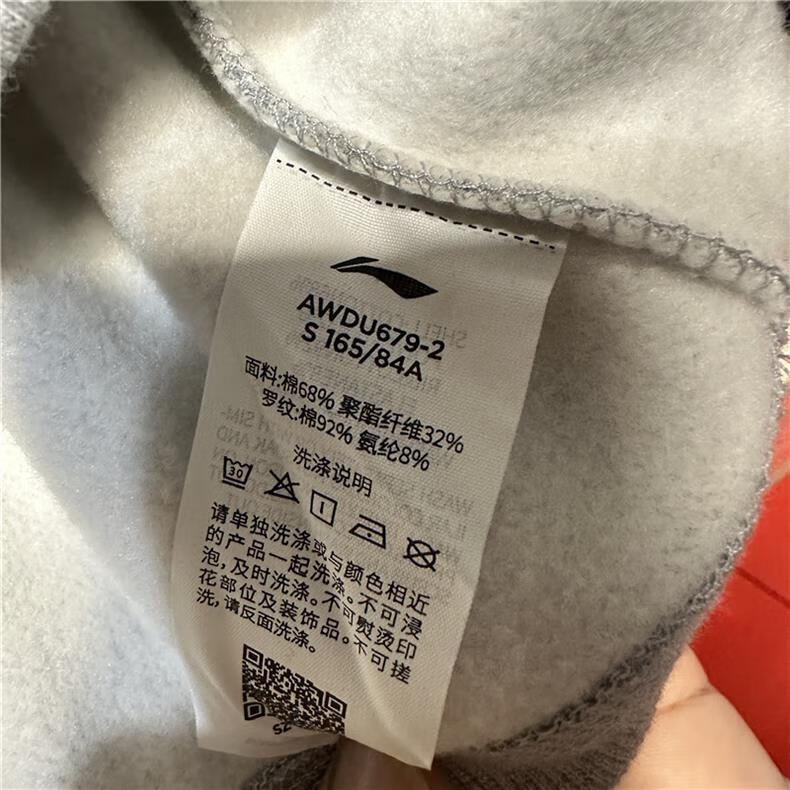 AWDU679-2
S 165/84A
面料:棉68% 聚酯纤维32%
罗纹:棉92% 氨纶8%
洗涤说明
30
请单独洗涤或与颜色相近
的产品一起洗涤。不可浸
泡,及时洗涤。不可熨烫印
花部位及装饰品。不可搓
洗,请反面洗涤。